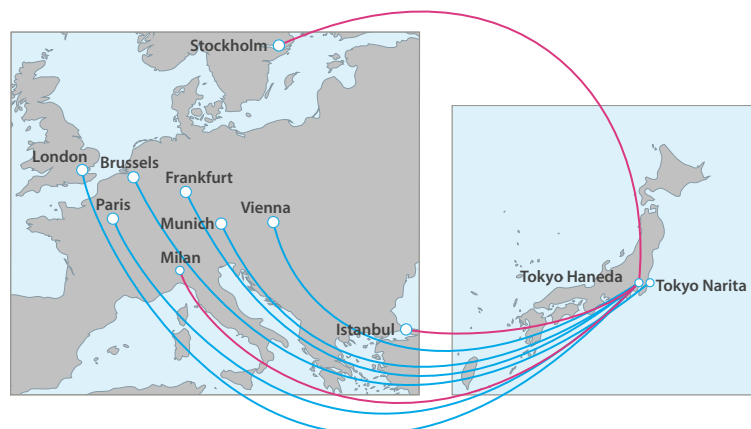 Stockholm
London
Brussels
Frankfurt
Paris
Vienna
Munich
Milan
Tokyo Haneda
Tokyo Narita
Istanbul